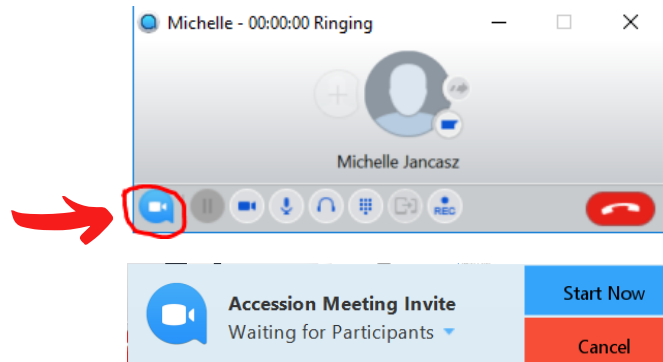 Michelle - 00:00:00 Ringing
Michelle Jancasz
REC
Accession Meeting Invite
Waiting for Participants
Start Now
Cancel